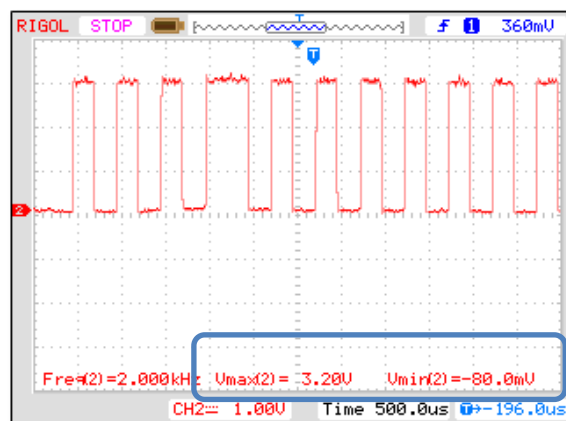 RIGOL STOP T f 1 360mV
T
2
Freq(2)=2.000kHz Vmax(2)= 3.20V Vmin(2)=-80.0mV
CH2 1.00V Time 500.0us T→-196.0us